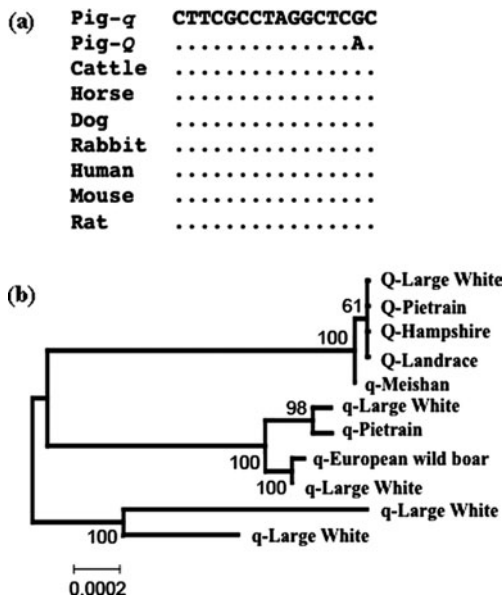 (a)
Pig-q CTTCGCCTAGGCTCGC
Pig-Q ..............A.
Cattle ................
Horse ................
Dog ................
Rabbit ................
Human ................
Mouse ................
Rat ................
(b)
Q-Large White
61 Q-Pietrain
Q-Hampshire
100 Q-Landrace
q-Meishan
98 q-Large White
q-Pietrain
100 q-European wild boar
100 q-Large White
q-Large White
100 q-Large White
0.0002